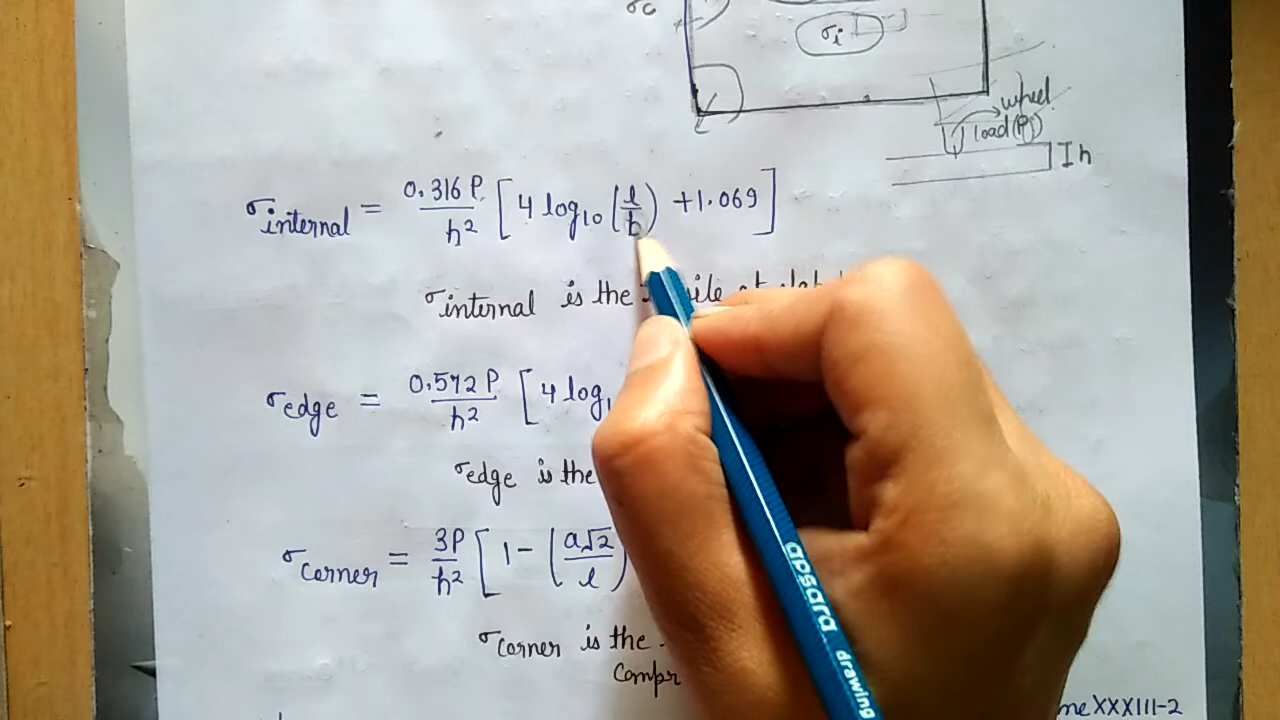 σc
σi
wheel
load(P)
h
σinternal = 0.316 P / h² [ 4 log10 (l/b) + 1.069 ]
σinternal is the
σedge = 0.572 P / h² [ 4 log
σedge is the
σcorner = 3P / h² [ 1 - ( a√2 / l )
σcorner is the
Compr
apsara drawing
me XXXIII-2